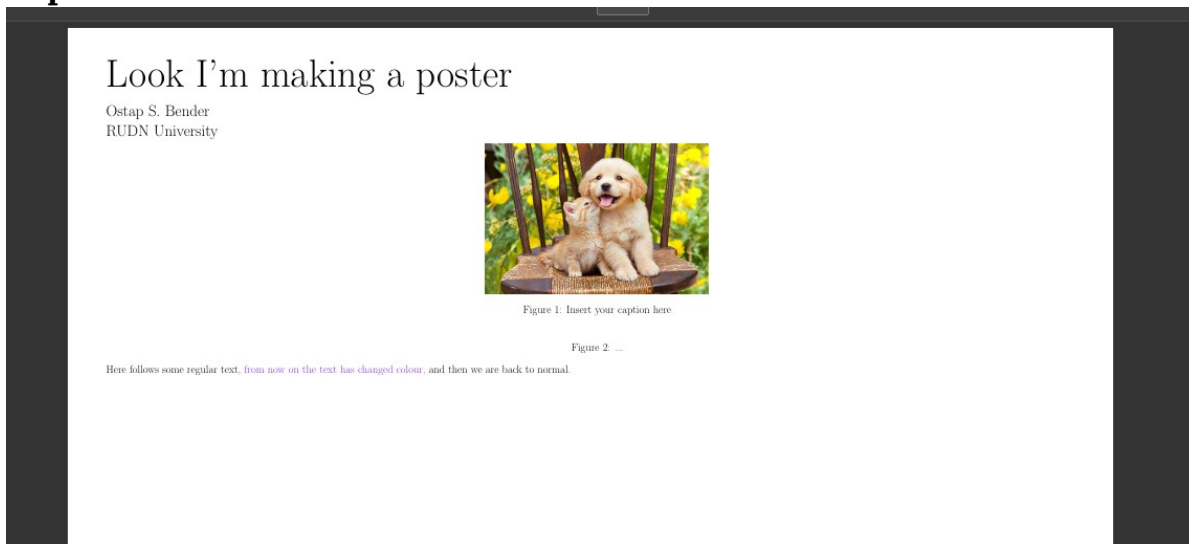 Look I'm making a poster
Ostap S. Bender
RUDN University
Figure 1: Insert your caption here
Figure 2: ...
Here follows some regular text, from now on the text has changed colour, and then we are back to normal.